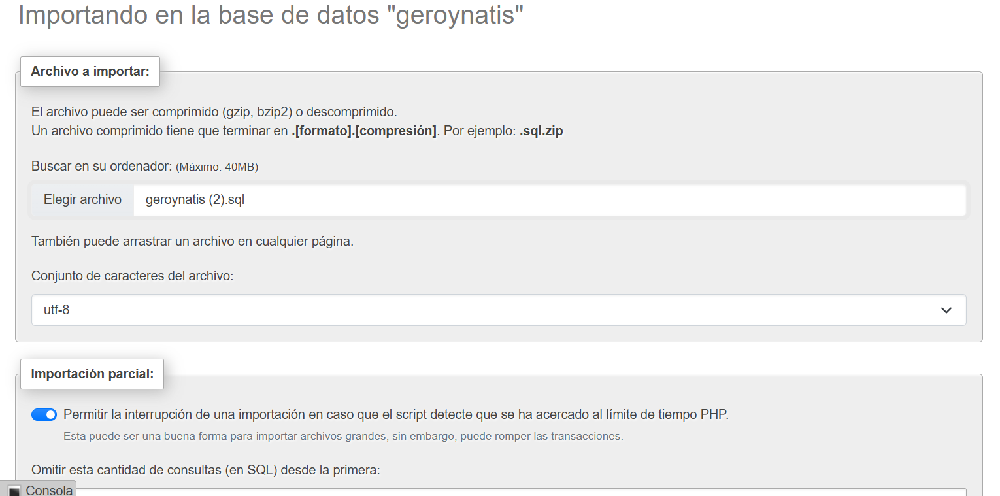 Importando en la base de datos "geroynatis"
Archivo a importar:
El archivo puede ser comprimido (gzip, bzip2) o descomprimido.
Un archivo comprimido tiene que terminar en .[formato].[compresión]. Por ejemplo: .sql.zip
Buscar en su ordenador: (Máximo: 40MB)
Elegir archivo geroynatis (2).sql
También puede arrastrar un archivo en cualquier página.
Conjunto de caracteres del archivo:
utf-8
Importación parcial:
Permitir la interrupción de una importación en caso que el script detecte que se ha acercado al límite de tiempo PHP.
Esta puede ser una buena forma para importar archivos grandes, sin embargo, puede romper las transacciones.
Omitir esta cantidad de consultas (en SQL) desde la primera:
Consola